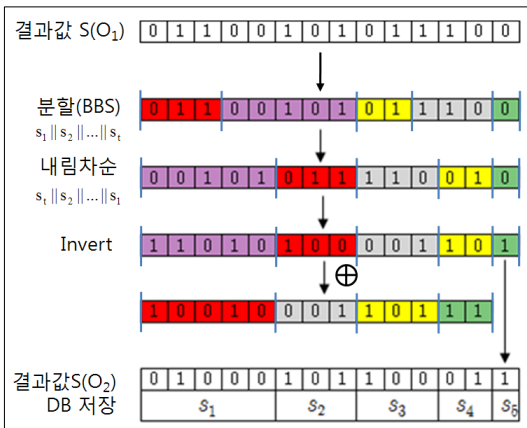 결과값 S(O₁) 0 1 1 0 0 1 0 1 0 1 1 1 0 0
분할(BBS) 0 1 1 0 0 1 0 1 0 1 1 1 0 0
s₁ || s₂ || ... || sₜ
내림차순 0 0 1 0 1 0 1 1 1 1 0 0 1 0
sₜ || s₂ || ... || s₁
Invert 1 1 0 1 0 1 0 0 0 0 1 1 0 1
⊕
1 0 0 1 0 0 0 1 1 0 1 1 1
결과값S(O₂) 0 1 0 0 0 1 0 1 1 0 0 0 1 1
DB 저장 s₁ s₂ s₃ s₄ s₅